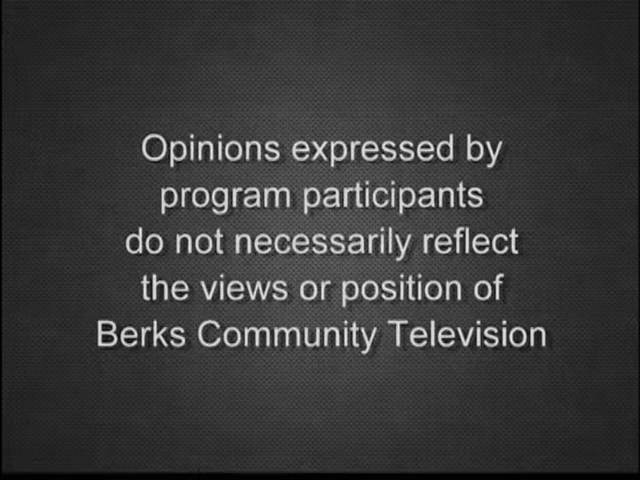 Opinions expressed by
program participants
do not necessarily reflect
the views or position of
Berks Community Television